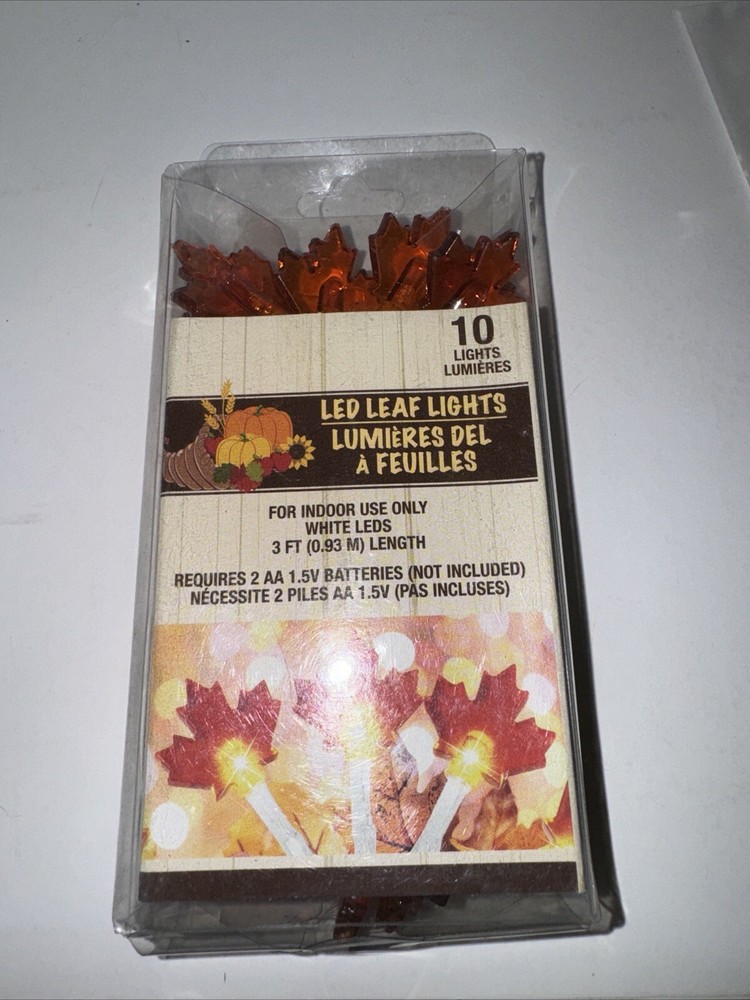 10
LIGHTS
LUMIÈRES
LED LEAF LIGHTS
LUMIÈRES DEL
À FEUILLES
FOR INDOOR USE ONLY
WHITE LEDS
3 FT (0.93 M) LENGTH
REQUIRES 2 AA 1.5V BATTERIES (NOT INCLUDED)
NÉCESSITE 2 PILES AA 1.5V (PAS INCLUSES)